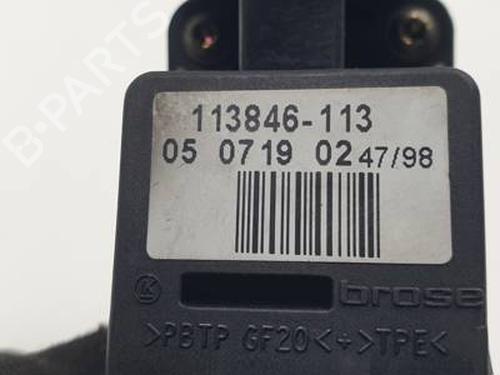 113846-113
05 0719 02 47/98
brose
>PBTP GF20<+>TPE<
B-PARTS